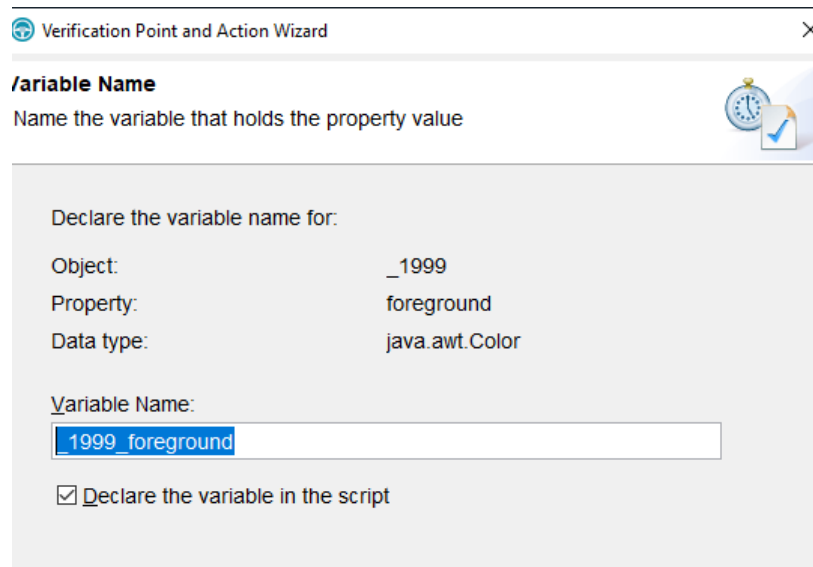 Verification Point and Action Wizard
Variable Name
Name the variable that holds the property value
Declare the variable name for:
Object: _1999
Property: foreground
Data type: java.awt.Color
Variable Name:
_1999_foreground
Declare the variable in the script